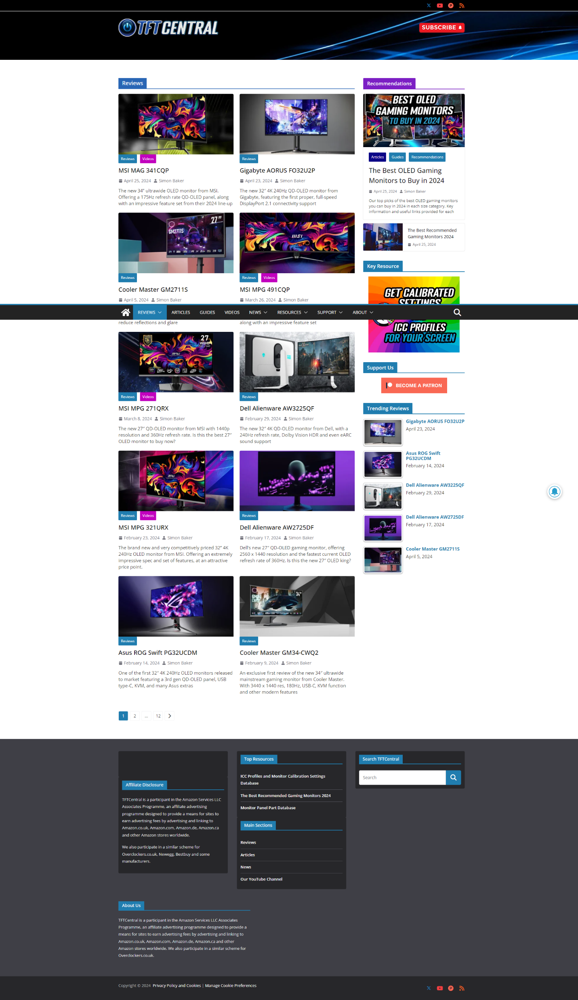 TFTCENTRAL
SUBSCRIBE
Reviews
Reviews Videos
MSI MAG 341CQP
April 25, 2024 Simon Baker
The new 34” ultrawide OLED monitor from MSI.
Offering a 175Hz refresh rate QD-OLED panel, along
with an impressive feature set from their 2024 line-up
Reviews
Gigabyte AORUS FO32U2P
April 23, 2024 Simon Baker
The new 32″ 4K 240Hz QD-OLED monitor from
Gigabyte, featuring the first proper, full-speed
DisplayPort 2.1 connectivity support
27”
GM2711S
Reviews
Cooler Master GM2711S
April 5, 2024 Simon Baker
MSI
Reviews Videos
MSI MPG 491CQP
March 26, 2024 Simon Baker
REVIEWS ARTICLES GUIDES VIDEOS NEWS RESOURCES SUPPORT ABOUT
reduce reflections and glare
along with an impressive feature set
27
WQHD
Reviews Videos
MSI MPG 271QRX
March 8, 2024 Simon Baker
The new 27″ QD-OLED monitor from MSI with 1440p
resolution and 360Hz refresh rate. Is this the best 27″
OLED monitor to buy now?
Reviews
Dell Alienware AW3225QF
February 29, 2024 Simon Baker
The new 32″ 4K QD-OLED monitor from Dell, with a
240Hz refresh rate, Dolby Vision HDR and even eARC
sound support
Reviews Videos
MSI MPG 321URX
February 23, 2024 Simon Baker
The brand new and very competitively priced 32” 4K
240Hz OLED monitor from MSI. Offering an extremely
impressive spec and set of features, at an attractive
price point.
Reviews
Dell Alienware AW2725DF
February 17, 2024 Simon Baker
Dell’s new 27″ QD-OLED gaming monitor, offering
2560 x 1440 resolution and the fastest current OLED
refresh rate of 360Hz. Is this the new 27″ OLED king?
Reviews
Asus ROG Swift PG32UCDM
February 14, 2024 Simon Baker
One of the first 32″ 4K 240Hz OLED monitors released
to market featuring a 3rd gen QD-OLED panel, USB
type-C, KVM, and many Asus extras
34”
Reviews
Cooler Master GM34-CWQ2
February 9, 2024 Simon Baker
An exclusive first review of the new 34″ ultrawide
mainstream gaming monitor from Cooler Master.
With 3440 x 1440 res, 180Hz, USB-C, KVM function
and other modern features
1 2 … 12
Recommendations
BEST OLED
GAMING MONITORS
TO BUY IN 2024
Articles Guides Recommendations
The Best OLED Gaming
Monitors to Buy in 2024
April 25, 2024 Simon Baker
Our top picks of the best OLED gaming monitors
you can buy in 2024 in each size category. Key
information and useful links provided for each
The Best Recommended
Gaming Monitors 2024
April 25, 2024
Key Resource
GET CALIBRATED
SETTINGS
ICC PROFILES
FOR YOUR SCREEN
Support Us
BECOME A PATRON
Trending Reviews
Gigabyte AORUS FO32U2P
April 23, 2024
Asus ROG Swift
PG32UCDM
February 14, 2024
Dell Alienware AW3225QF
February 29, 2024
Dell Alienware AW2725DF
February 17, 2024
Cooler Master GM2711S
April 5, 2024
Affiliate Disclosure
TFTCentral is a participant in the Amazon Services LLC
Associates Programme, an affiliate advertising
programme designed to provide a means for sites to
earn advertising fees by advertising and linking to
Amazon.co.uk, Amazon.com, Amazon.de, Amazon.ca
and other Amazon stores worldwide.
We also participate in a similar scheme for
Overclockers.co.uk, Newegg, Bestbuy and some
manufacturers.
Top Resources
ICC Profiles and Monitor Calibration Settings
Database
The Best Recommended Gaming Monitors 2024
Monitor Panel Part Database
Main Sections
Reviews
Articles
News
Our YouTube Channel
Search TFTCentral
Search
About Us
TFTCentral is a participant in the Amazon Services LLC Associates
Programme, an affiliate advertising programme designed to provide a
means for sites to earn advertising fees by advertising and linking to
Amazon.co.uk, Amazon.com, Amazon.de, Amazon.ca and other
Amazon stores worldwide. We also participate in a similar scheme for
Overclockers.co.uk.
Copyright © 2024 Privacy Policy and Cookies | Manage Cookie Preferences